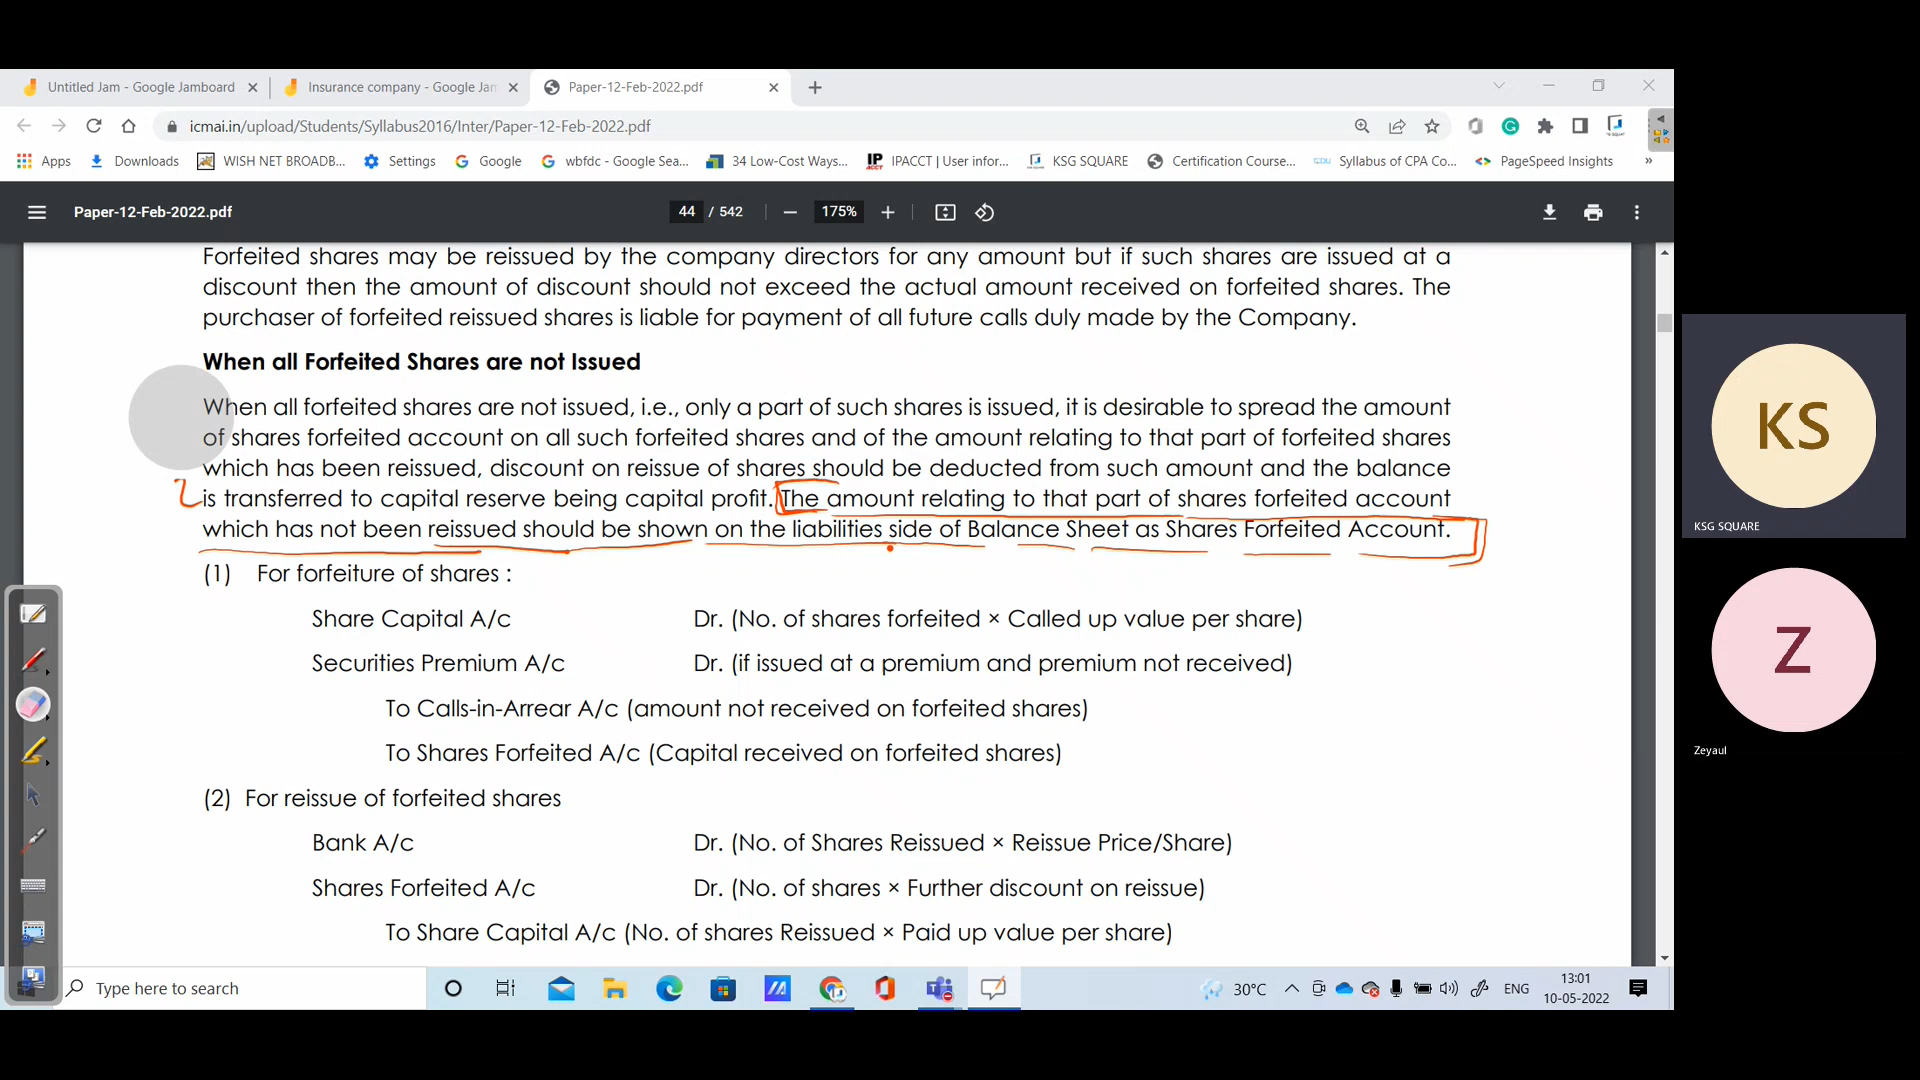 Untitled Jam - Google Jamboard
Insurance company - Google Jam
Paper-12-Feb-2022.pdf
icmai.in/upload/Students/Syllabus2016/Inter/Paper-12-Feb-2022.pdf
Apps
Downloads
WISH NET BROADB...
Settings
Google
wbfdc - Google Sea...
34 Low-Cost Ways...
IPACCT | User infor...
KSG SQUARE
Certification Course...
Syllabus of CPA Co...
PageSpeed Insights
»
Paper-12-Feb-2022.pdf
44 / 542
175%
Forfeited shares may be reissued by the company directors for any amount but if such shares are issued at a
discount then the amount of discount should not exceed the actual amount received on forfeited shares. The
purchaser of forfeited reissued shares is liable for payment of all future calls duly made by the Company.
When all Forfeited Shares are not Issued
When all forfeited shares are not issued, i.e., only a part of such shares is issued, it is desirable to spread the amount
of shares forfeited account on all such forfeited shares and of the amount relating to that part of forfeited shares
which has been reissued, discount on reissue of shares should be deducted from such amount and the balance
is transferred to capital reserve being capital profit. The amount relating to that part of shares forfeited account
which has not been reissued should be shown on the liabilities side of Balance Sheet as Shares Forfeited Account.
(1) For forfeiture of shares :
Share Capital A/c Dr. (No. of shares forfeited × Called up value per share)
Securities Premium A/c Dr. (if issued at a premium and premium not received)
To Calls-in-Arrear A/c (amount not received on forfeited shares)
To Shares Forfeited A/c (Capital received on forfeited shares)
(2) For reissue of forfeited shares
Bank A/c Dr. (No. of Shares Reissued × Reissue Price/Share)
Shares Forfeited A/c Dr. (No. of shares × Further discount on reissue)
To Share Capital A/c (No. of shares Reissued × Paid up value per share)
Type here to search
30°C
ENG
13:01
10-05-2022
KS
KSG SQUARE
Z
Zeyaul